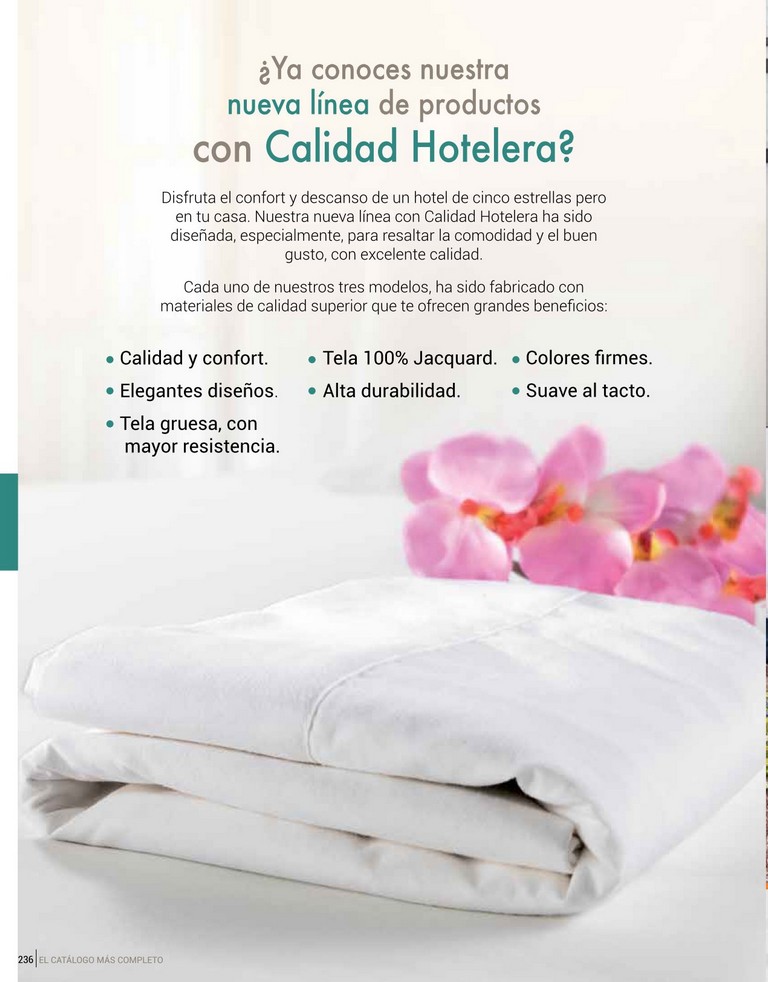 ¿Ya conoces nuestra
nueva línea de productos
con Calidad Hotelera?
Disfruta el confort y descanso de un hotel de cinco estrellas pero
en tu casa. Nuestra nueva línea con Calidad Hotelera ha sido
diseñada, especialmente, para resaltar la comodidad y el buen
gusto, con excelente calidad.
Cada uno de nuestros tres modelos, ha sido fabricado con
materiales de calidad superior que te ofrecen grandes beneficios:
• Calidad y confort.
• Elegantes diseños.
• Tela gruesa, con
mayor resistencia.
• Tela 100% Jacquard.
• Alta durabilidad.
• Colores firmes.
• Suave al tacto.
236 | EL CATÁLOGO MÁS COMPLETO